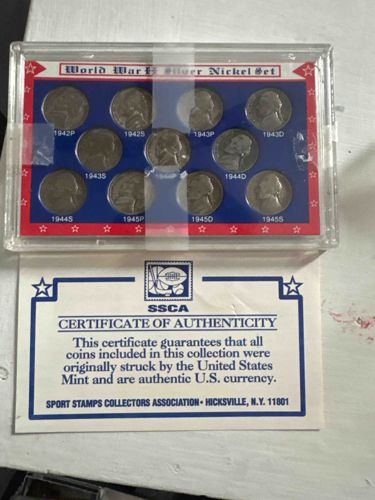 World War II Silver Nickel Set
1942P 1942S 1943P 1943D
1943S 1944P 1944D
1944S 1945P 1945D 1945S
SSCA
CERTIFICATE OF AUTHENTICITY
This certificate guarantees that all
coins included in this collection were
originally struck by the United States
Mint and are authentic U.S. currency.
SPORT STAMPS COLLECTORS ASSOCIATION • HICKSVILLE, N.Y. 11801